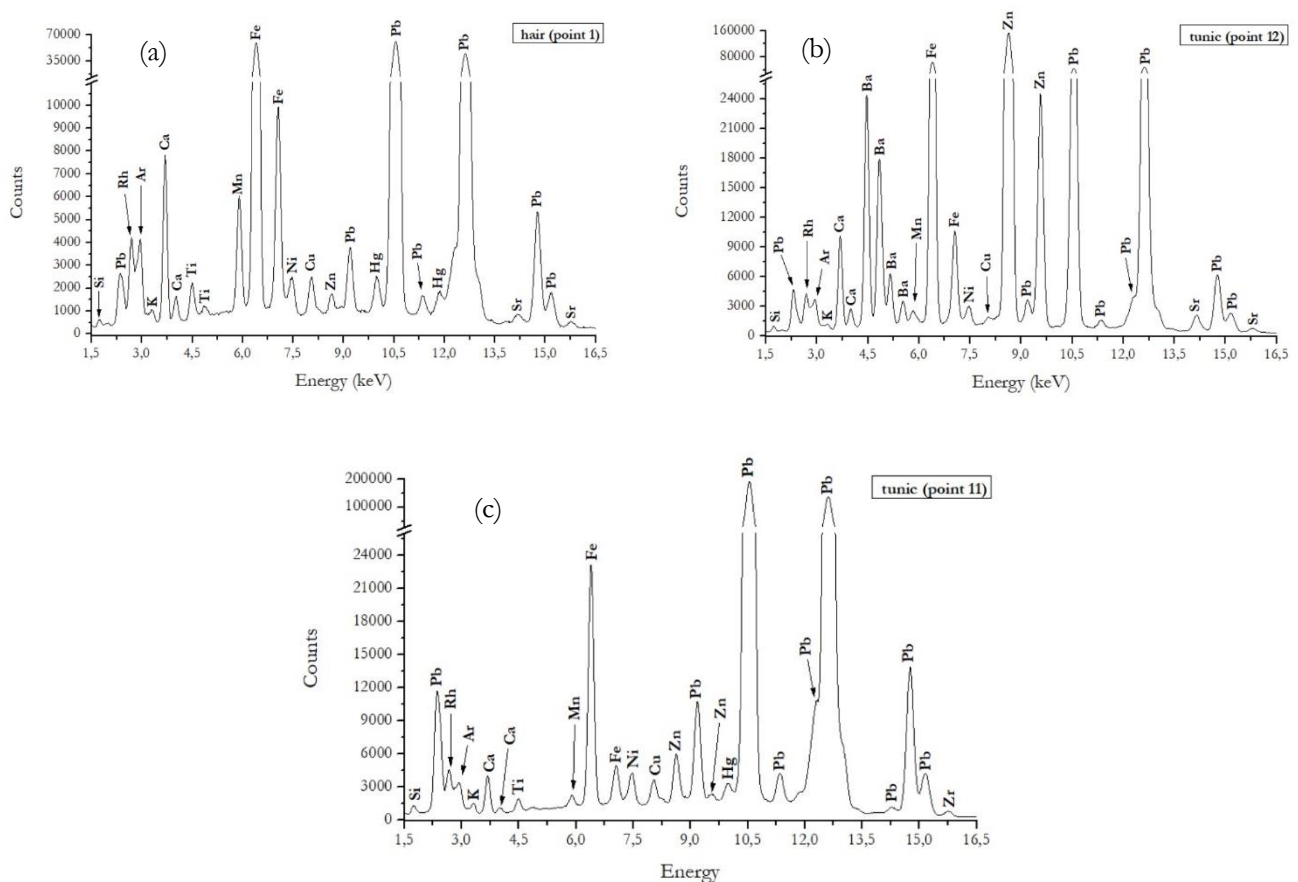 (a)
hair (point 1)
70000
35000
10000
9000
8000
7000
6000
5000
4000
3000
2000
1000
0
Counts
Si
Pb
Rh
Ar
K
Ca
Ca
Ti
Ti
Mn
Fe
Fe
Ni
Cu
Zn
Pb
Hg
Pb
Pb
Hg
Pb
Sr
Pb
Pb
Sr
1,5 3,0 4,5 6,0 7,5 9,0 10,5 12,0 13,5 15,0 16,5
Energy (keV)
(b)
tunic (point 12)
160000
80000
24000
21000
18000
15000
12000
9000
6000
3000
0
Counts
Si
Pb
Rh
Ar
K
Ca
Ca
Ba
Ba
Ba
Ba
Mn
Fe
Fe
Ni
Cu
Zn
Pb
Zn
Pb
Pb
Pb
Pb
Sr
Pb
Pb
Sr
1,5 3,0 4,5 6,0 7,5 9,0 10,5 12,0 13,5 15,0 16,5
Energy (keV)
(c)
tunic (point 11)
200000
100000
24000
21000
18000
15000
12000
9000
6000
3000
0
Counts
Si
Pb
Rh
Ar
K
Ca
Ca
Ti
Mn
Fe
Fe
Ni
Cu
Zn
Pb
Zn
Hg
Pb
Pb
Pb
Pb
Pb
Pb
Pb
Zr
1,5 3,0 4,5 6,0 7,5 9,0 10,5 12,0 13,5 15,0 16,5
Energy